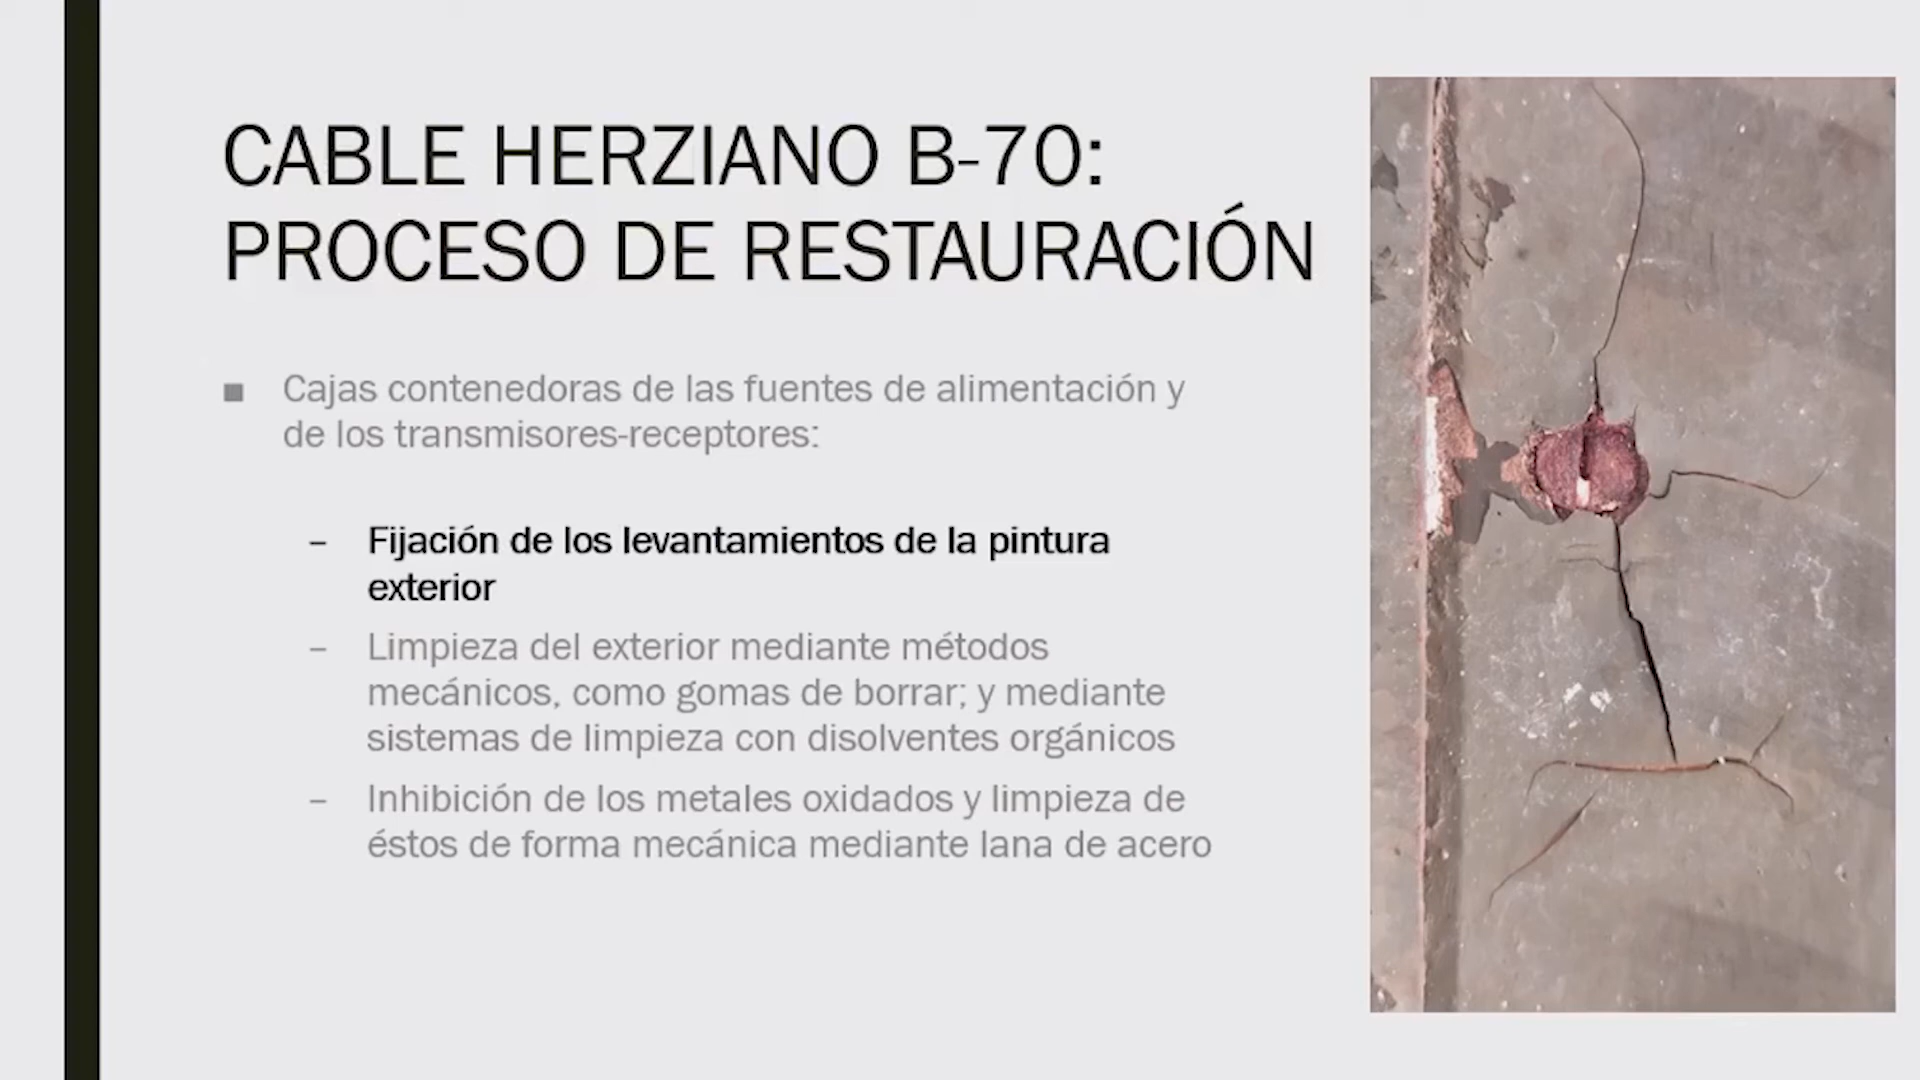 CABLE HERZIANO B-70:
PROCESO DE RESTAURACIÓN
■ Cajas contenedoras de las fuentes de alimentación y
de los transmisores-receptores:
– Fijación de los levantamientos de la pintura
exterior
– Limpieza del exterior mediante métodos
mecánicos, como gomas de borrar; y mediante
sistemas de limpieza con disolventes orgánicos
– Inhibición de los metales oxidados y limpieza de
éstos de forma mecánica mediante lana de acero